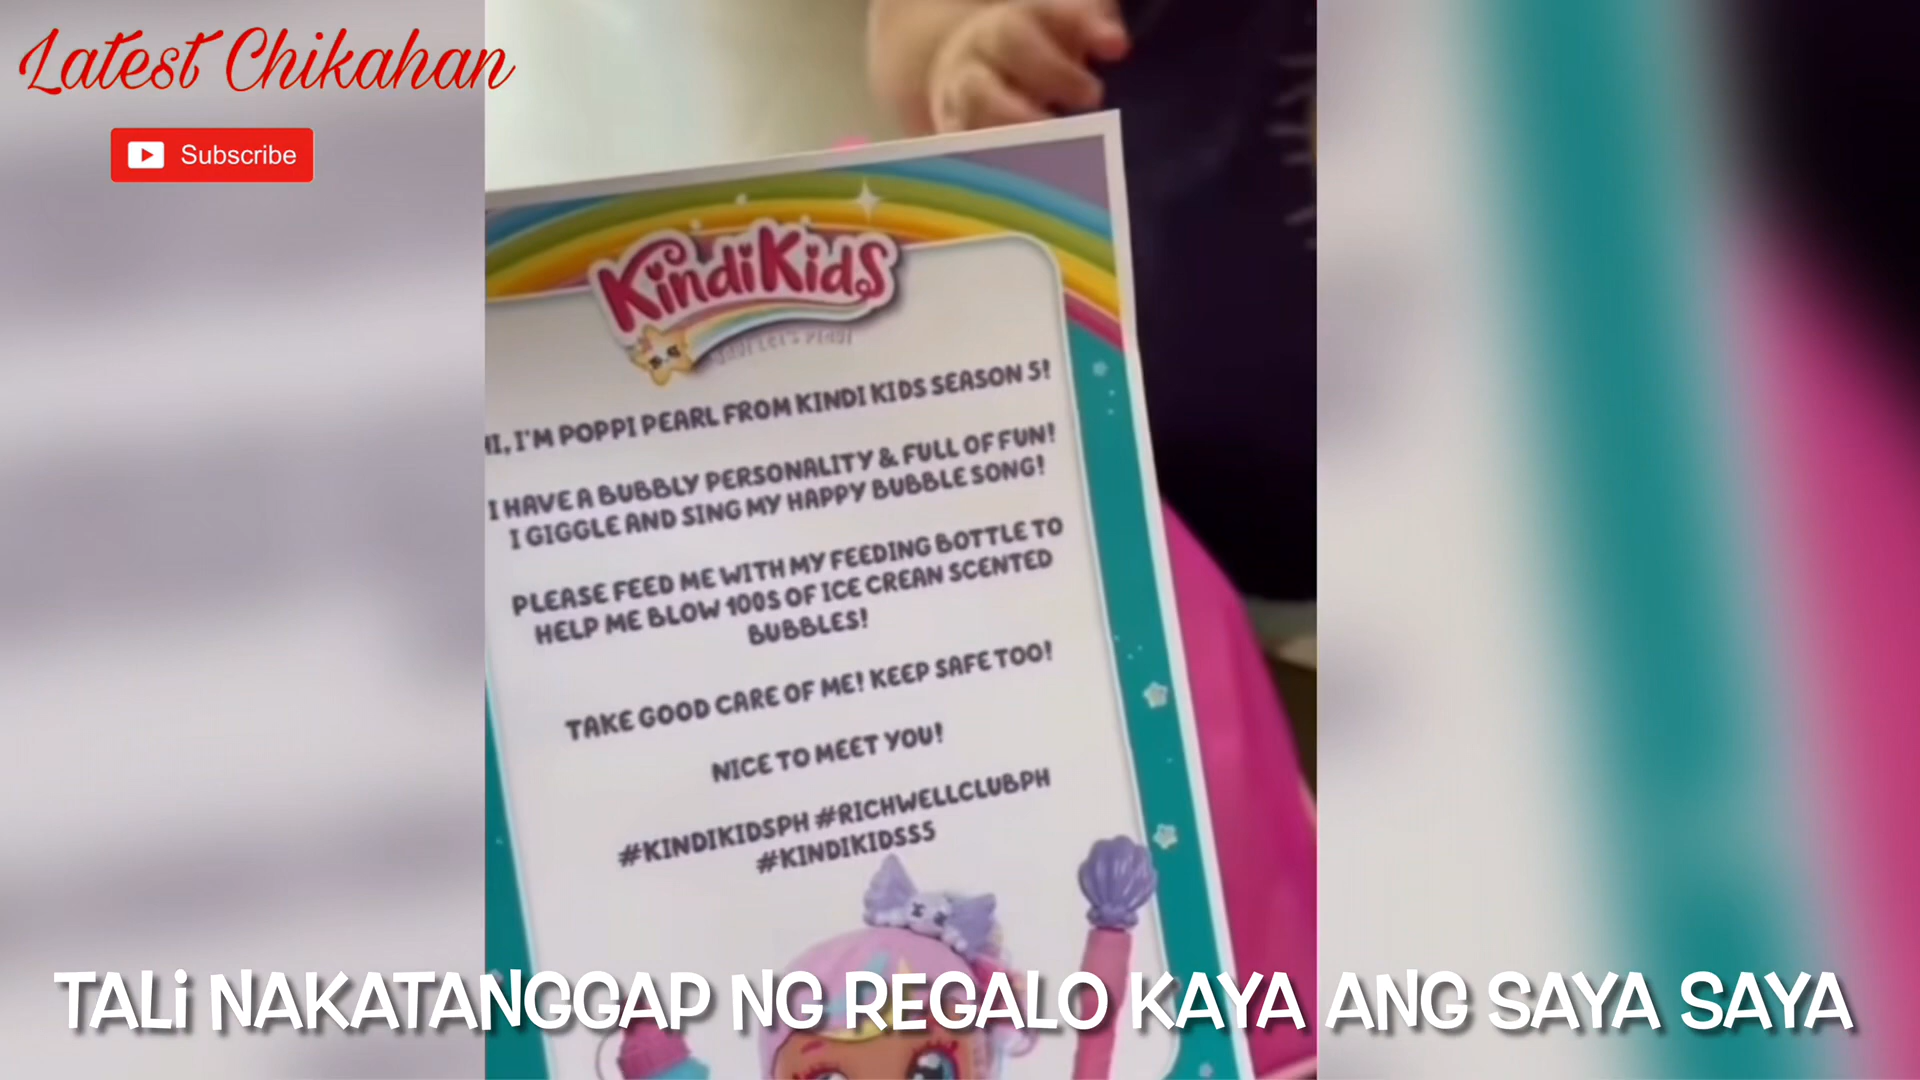 Latest Chikahan
Subscribe
Kindi Kids
HI, I'M POPPI PEARL FROM KINDI KIDS SEASON 5!
I HAVE A BUBBLY PERSONALITY & FULL OF FUN!
I GIGGLE AND SING MY HAPPY BUBBLE SONG!
PLEASE FEED ME WITH MY FEEDING BOTTLE TO
HELP ME BLOW 100S OF ICE CREAN SCENTED
BUBBLES!
TAKE GOOD CARE OF ME! KEEP SAFE TOO!
NICE TO MEET YOU!
#KINDIKIDSPH #RICHWELLCLUBPH
#KINDIKIDSS5
TALi NAKATANGGAP NG REGALO KAYA ANG SAYA SAYA